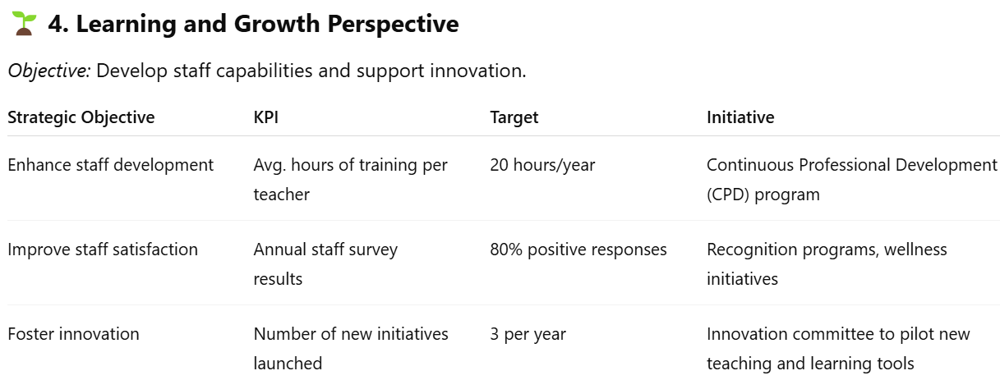 🌱 4. Learning and Growth Perspective
Objective: Develop staff capabilities and support innovation.
Strategic Objective KPI Target Initiative
Enhance staff development Avg. hours of training per 20 hours/year Continuous Professional Development
teacher (CPD) program
Improve staff satisfaction Annual staff survey 80% positive responses Recognition programs, wellness
results initiatives
Foster innovation Number of new initiatives 3 per year Innovation committee to pilot new
launched teaching and learning tools